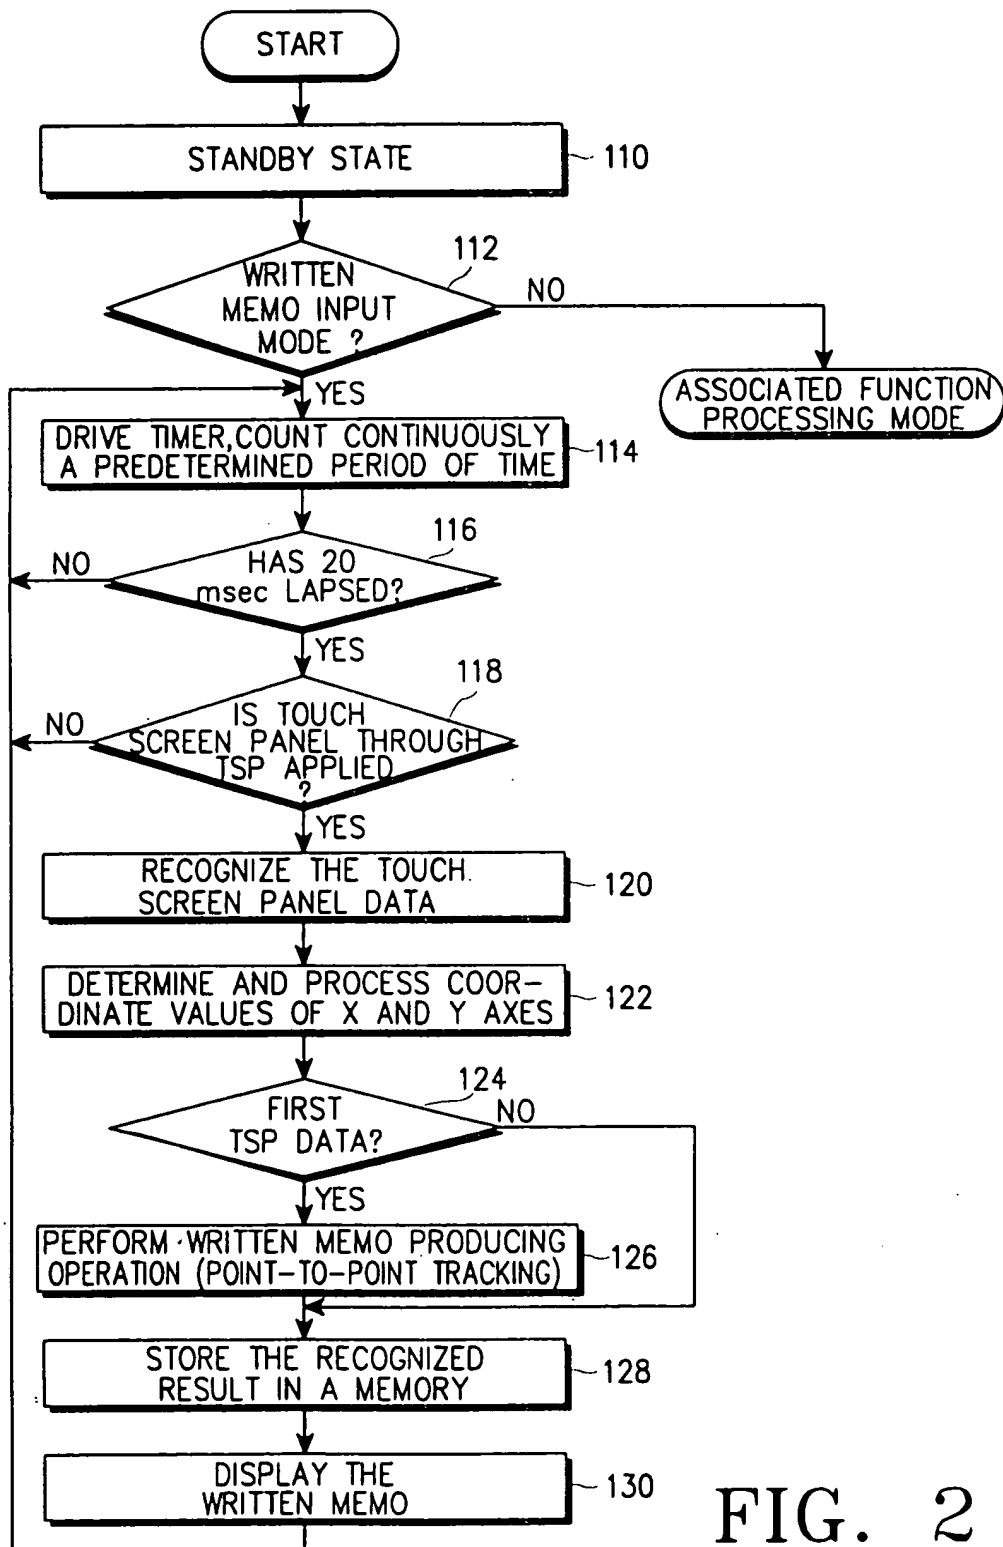 START
STANDBY STATE
110
112
WRITTEN
MEMO INPUT
MODE ?
NO
YES
ASSOCIATED FUNCTION
PROCESSING MODE
DRIVE TIMER,COUNT CONTINUOUSLY
A PREDETERMINED PERIOD OF TIME
114
116
NO
HAS 20
msec LAPSED?
YES
118
NO
IS TOUCH
SCREEN PANEL THROUGH
TSP APPLIED
?
YES
RECOGNIZE THE TOUCH
SCREEN PANEL DATA
120
DETERMINE AND PROCESS COOR-
DINATE VALUES OF X AND Y AXES
122
124
FIRST
TSP DATA?
NO
YES
PERFORM WRITTEN MEMO PRODUCING
OPERATION (POINT-TO-POINT TRACKING)
126
STORE THE RECOGNIZED
RESULT IN A MEMORY
128
DISPLAY THE
WRITTEN MEMO
130
FIG. 2